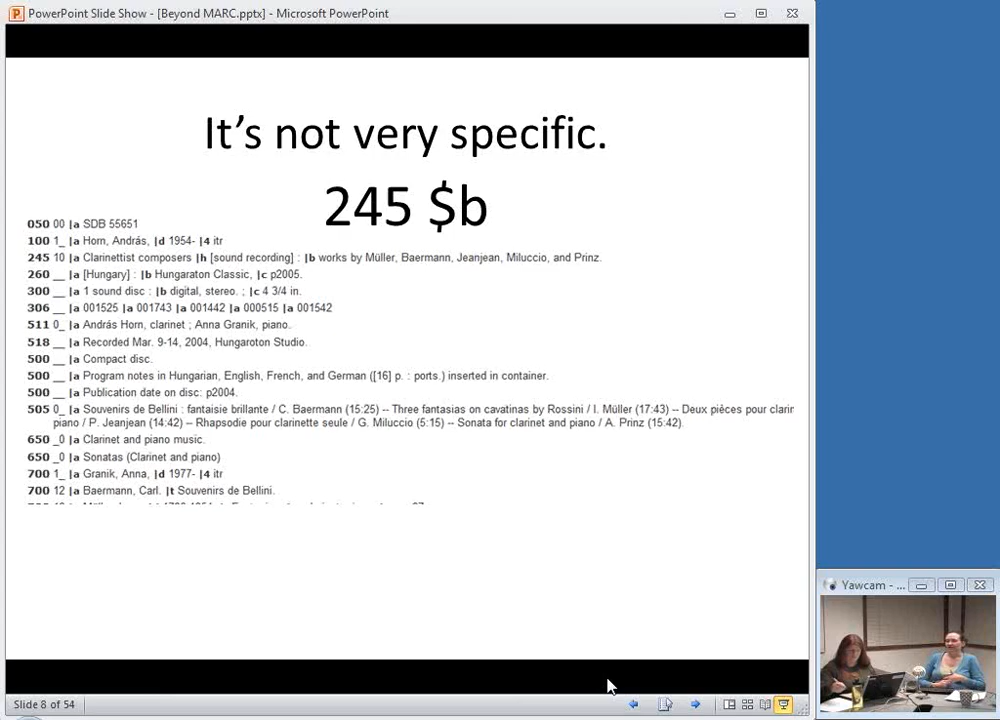 PowerPoint Slide Show - [Beyond MARC.pptx] - Microsoft PowerPoint
It's not very specific.
245 $b
050 00 |a SDB 55651
100 1_ |a Horn, András, |d 1954- |4 itr
245 10 |a Clarinettist composers |h [sound recording] : |b works by Müller, Baermann, Jeanjean, Miluccio, and Prinz.
260 __ |a [Hungary] : |b Hungaraton Classic, |c p2005.
300 __ |a 1 sound disc : |b digital, stereo. ; |c 4 3/4 in.
306 __ |a 001525 |a 001743 |a 001442 |a 000515 |a 001542
511 0_ |a András Horn, clarinet ; Anna Granik, piano.
518 __ |a Recorded Mar. 9-14, 2004, Hungaroton Studio.
500 __ |a Compact disc.
500 __ |a Program notes in Hungarian, English, French, and German ([16] p. : ports.) inserted in container.
500 __ |a Publication date on disc: p2004.
505 0_ |a Souvenirs de Bellini : fantaisie brillante / C. Baermann (15:25) -- Three fantasias on cavatinas by Rossini / I. Müller (17:43) -- Deux pièces pour clarin
piano / P. Jeanjean (14:42) -- Rhapsodie pour clarinette seule / G. Miluccio (5:15) -- Sonata for clarinet and piano / A. Prinz (15:42).
650 _0 |a Clarinet and piano music.
650 _0 |a Sonatas (Clarinet and piano)
700 1_ |a Granik, Anna, |d 1977- |4 itr
700 12 |a Baermann, Carl. |t Souvenirs de Bellini.
Yawcam - ...
Slide 8 of 54